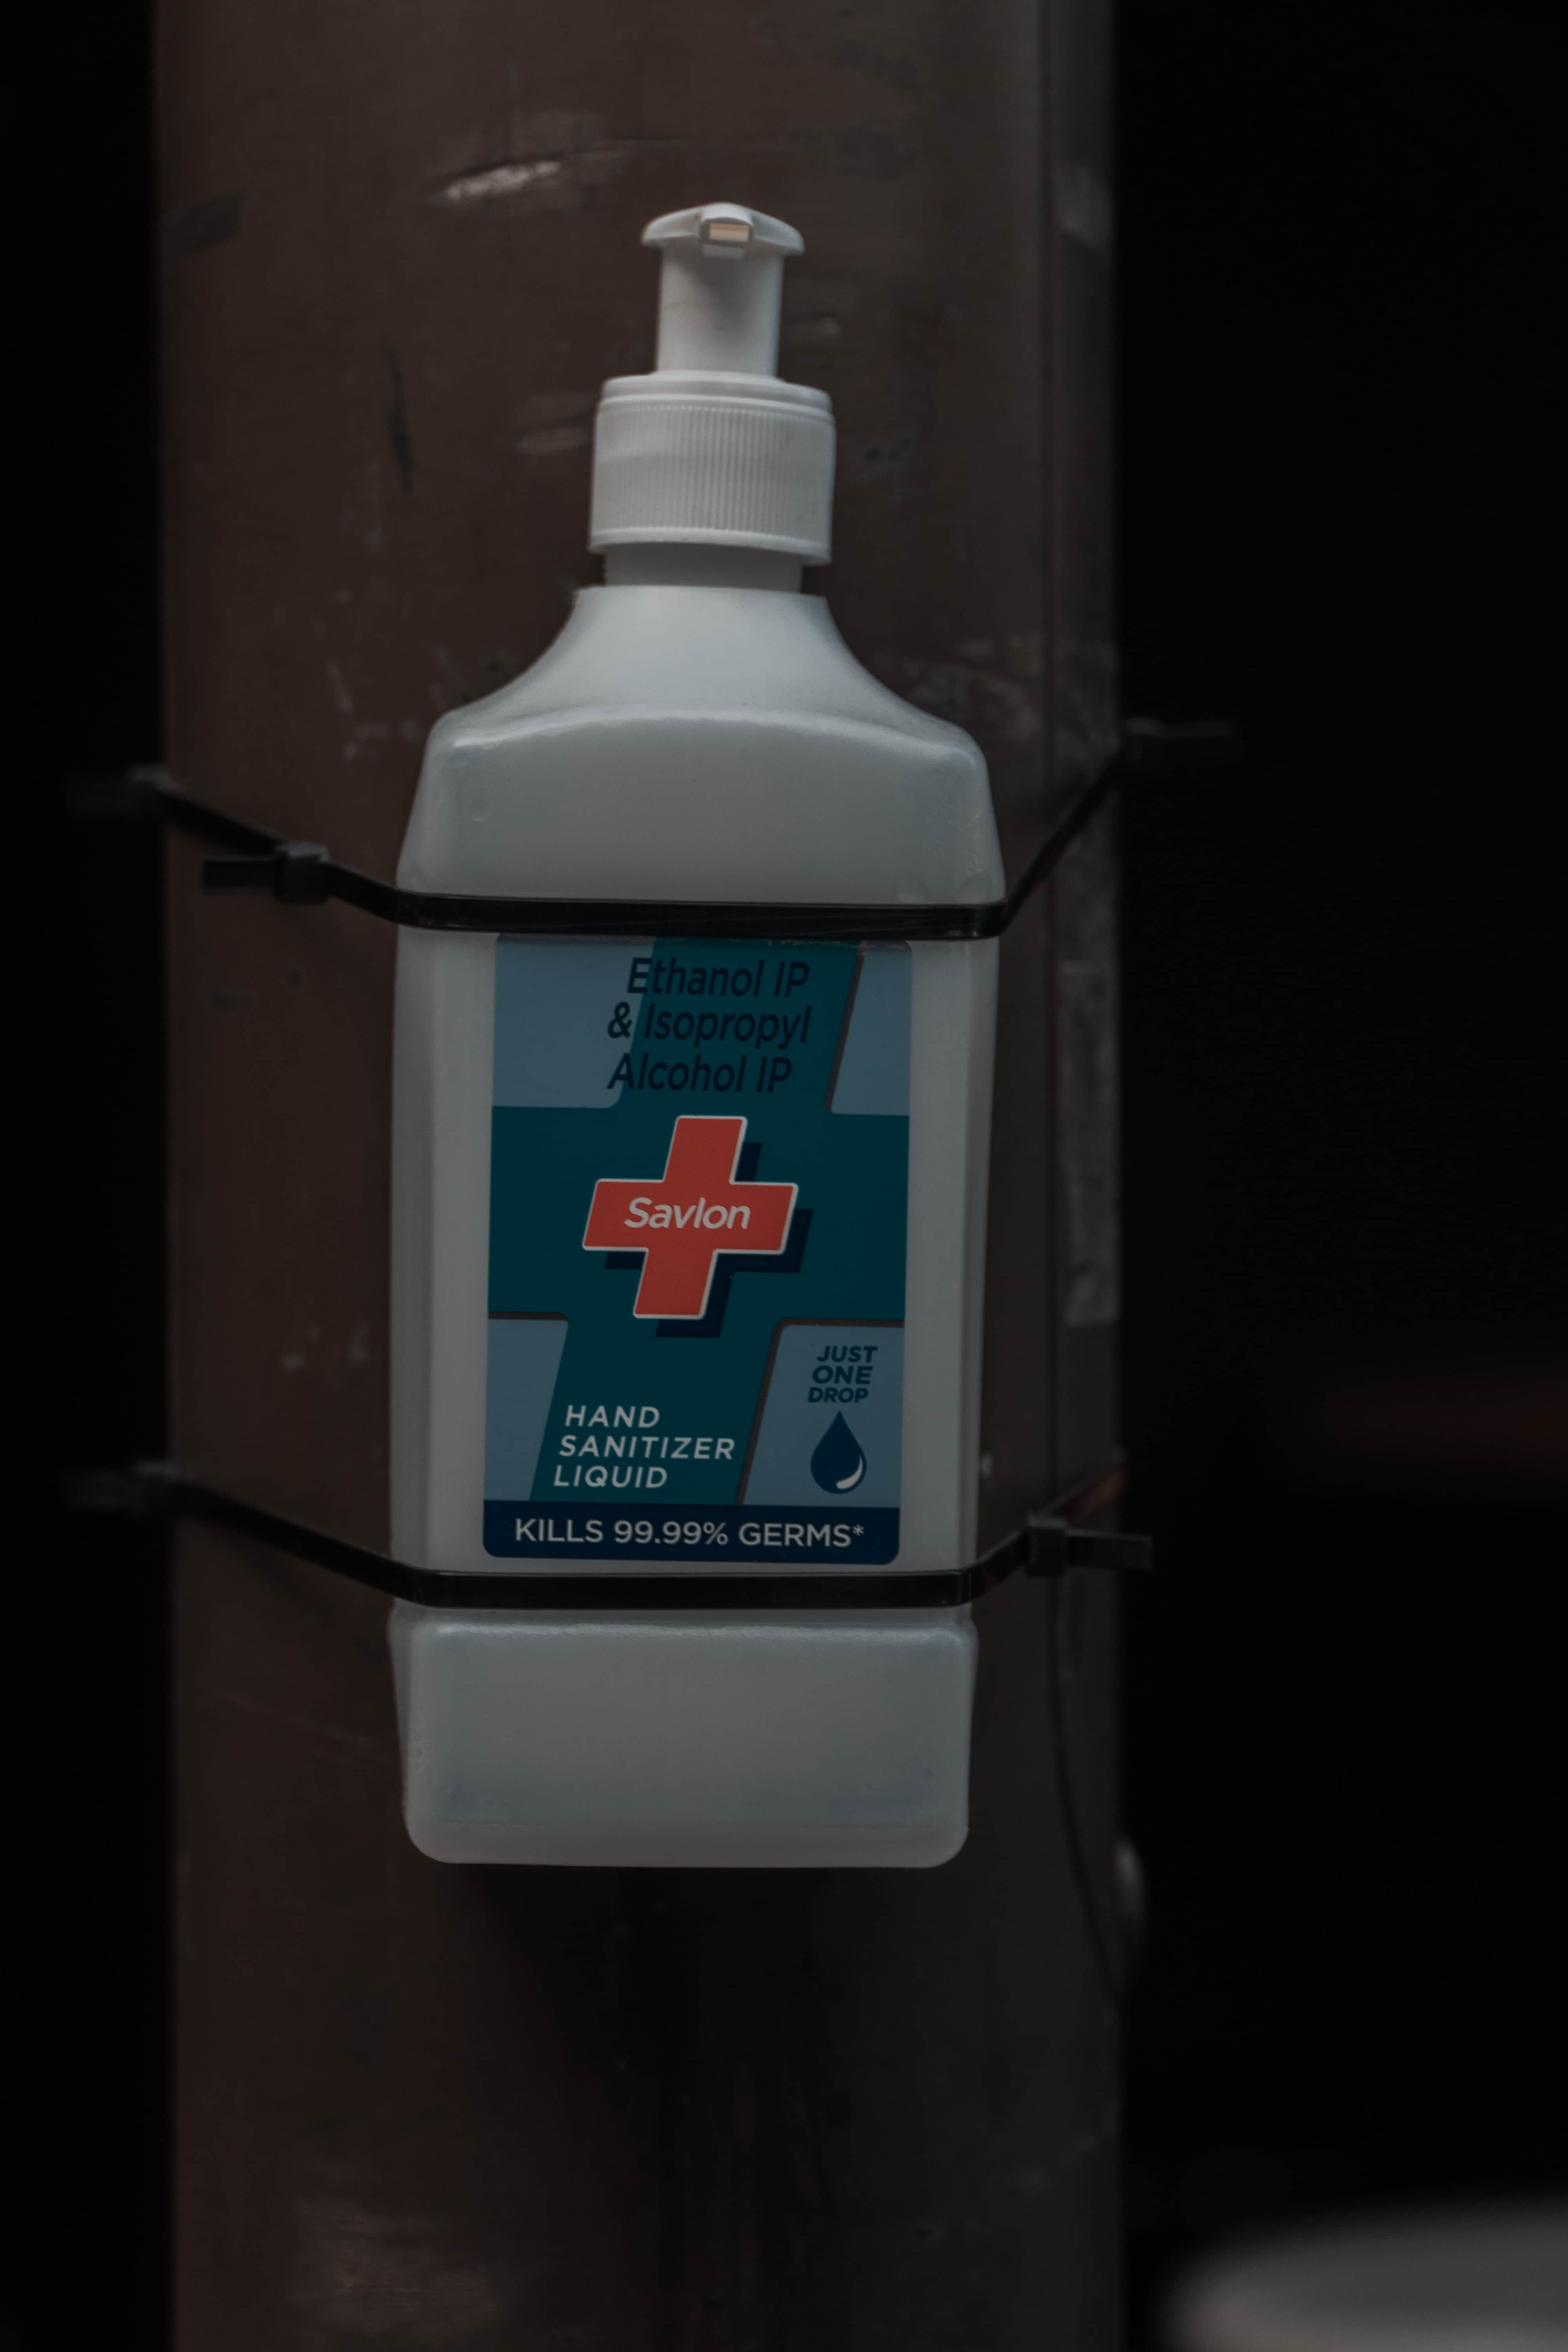 Ethanol IP
& Isopropyl
Alcohol IP
Savlon
JUST
ONE
DROP
HAND
SANITIZER
LIQUID
KILLS 99.99% GERMS*